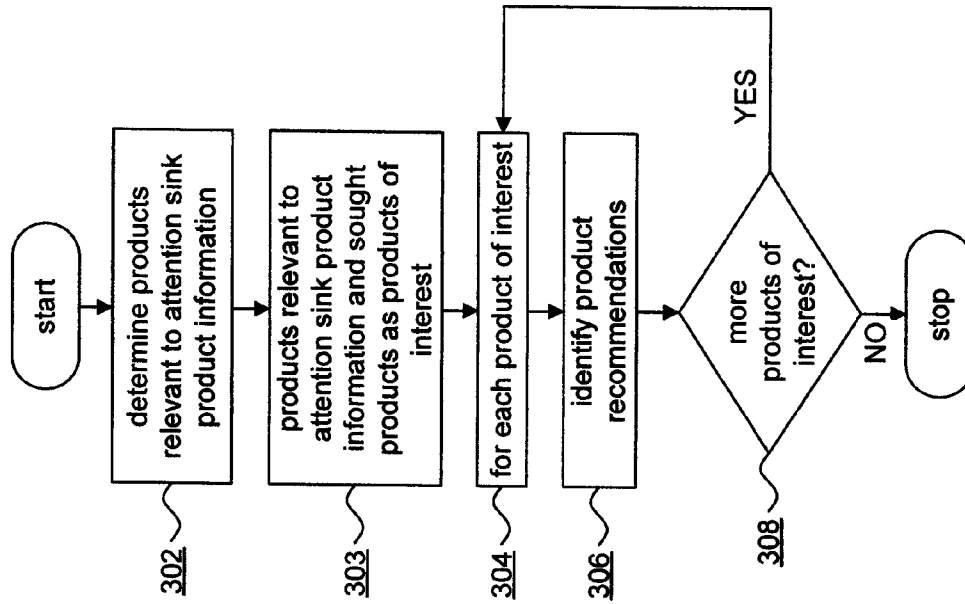 start
determine products
relevant to attention sink
product information
302
products relevant to
attention sink product
information and sought
products as products of
interest
303
for each product of interest
304
identify product
recommendations
306
more
products of
interest?
308
YES
NO
stop